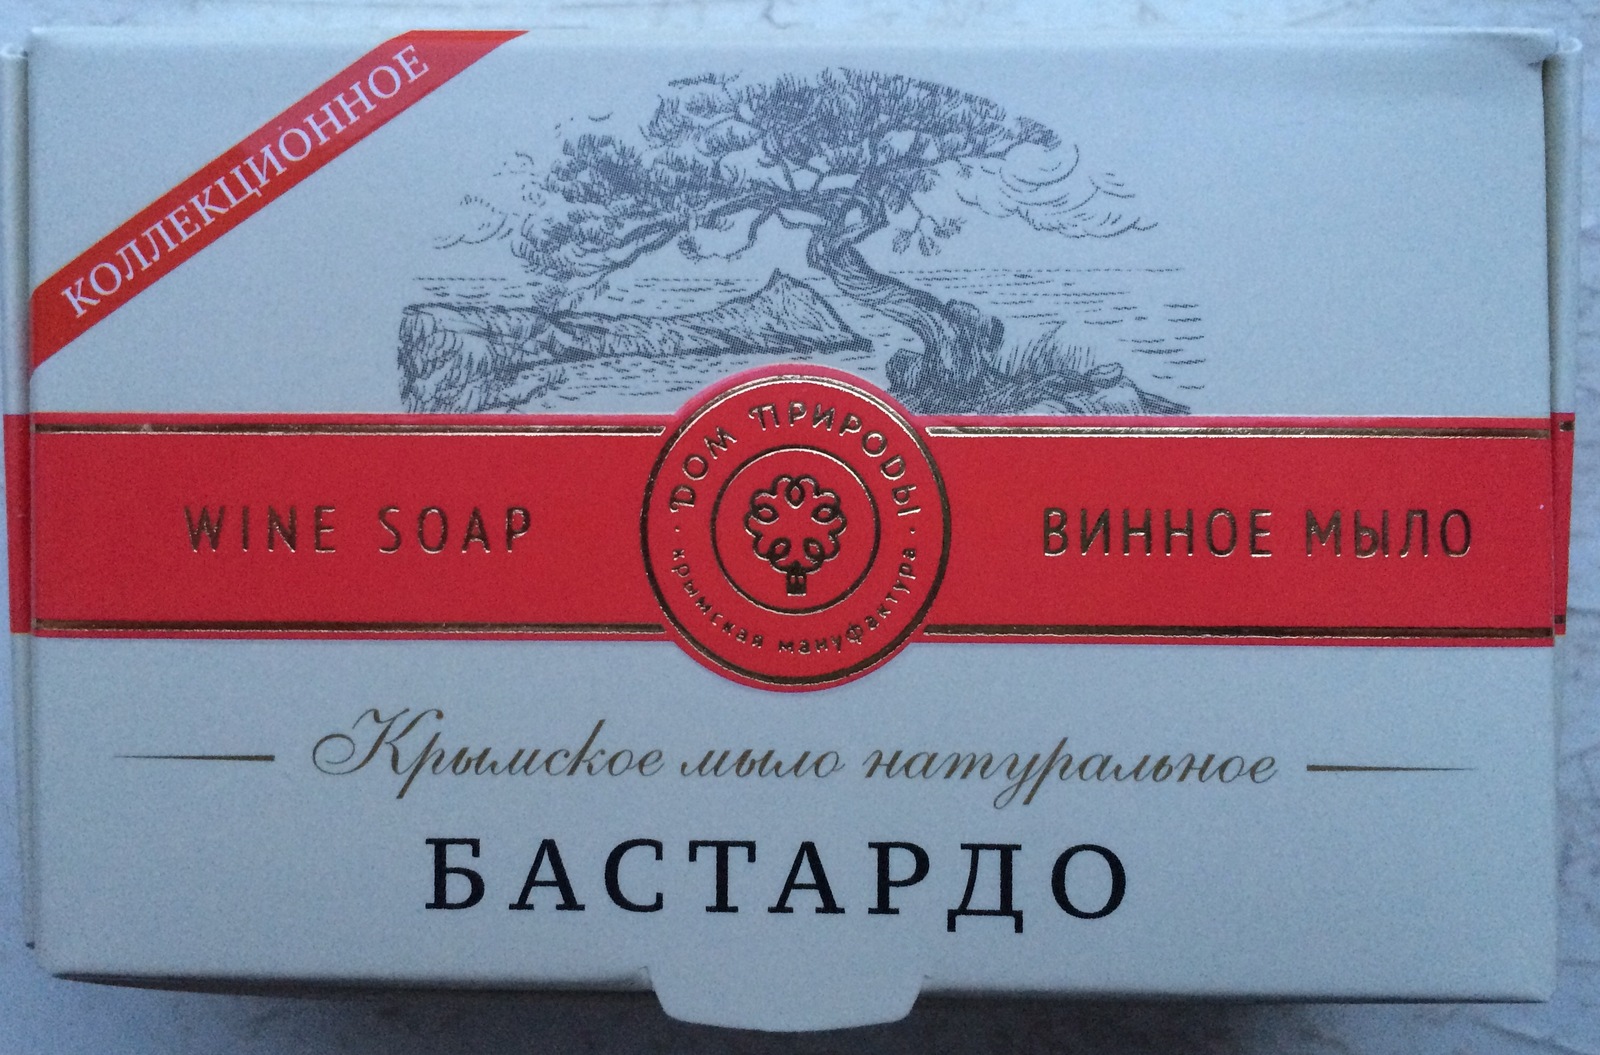 КОЛЛЕКЦИОННОЕ
ДОМ ПРИРОДЫ
WINE SOAP
ВИННОЕ МЫЛО
крымская мануфактура
Крымское мыло натуральное
БАСТАРДО